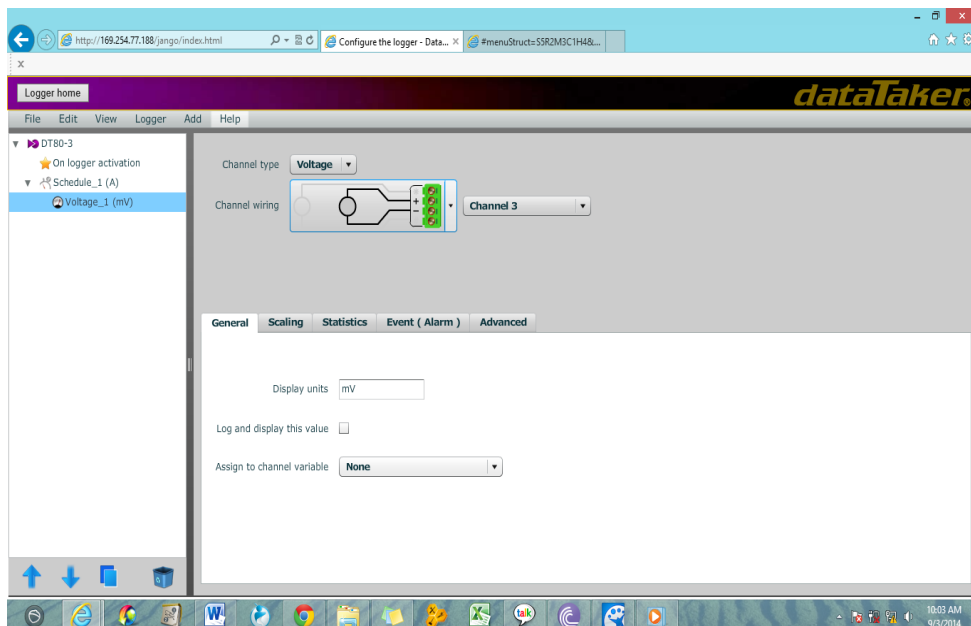 http://169.254.77.188/jango/index.html
Configure the logger - Data...
#menuStruct=S5R2M3C1H48&...
x
Logger home
dataTaker
File Edit View Logger Add Help
DT80-3
On logger activation
Schedule_1 (A)
Voltage_1 (mV)
Channel type Voltage
Channel wiring
Channel 3
General Scaling Statistics Event ( Alarm ) Advanced
Display units mV
Log and display this value
Assign to channel variable None
talk
10:03 AM
9/3/2014